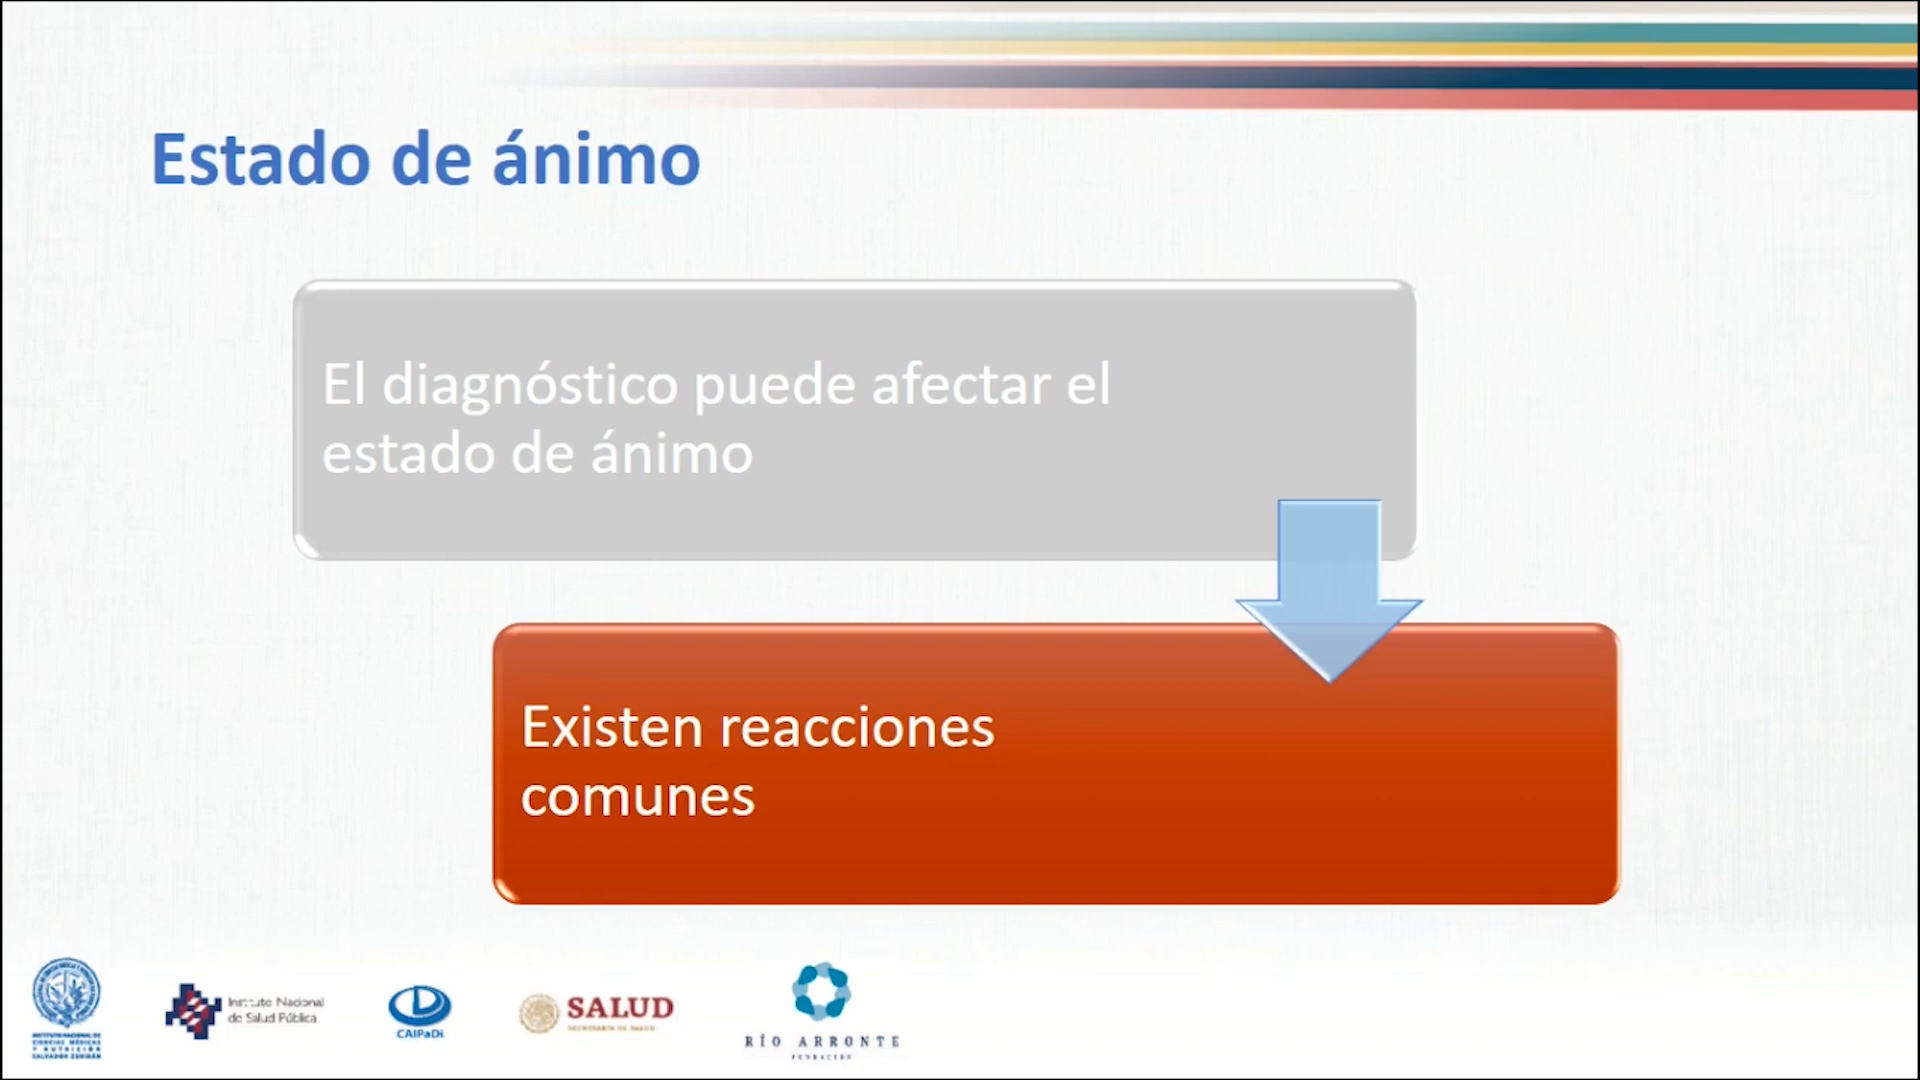 Estado de ánimo
El diagnóstico puede afectar el
estado de ánimo
Existen reacciones
comunes
INSTITUTO NACIONAL DE
CIENCIAS MÉDICAS
Y NUTRICIÓN
SALVADOR ZUBIRÁN
Instituto Nacional
de Salud Pública
CAIPaDi
SALUD
SECRETARÍA DE SALUD
RÍO ARRONTE
FUNDACIÓN